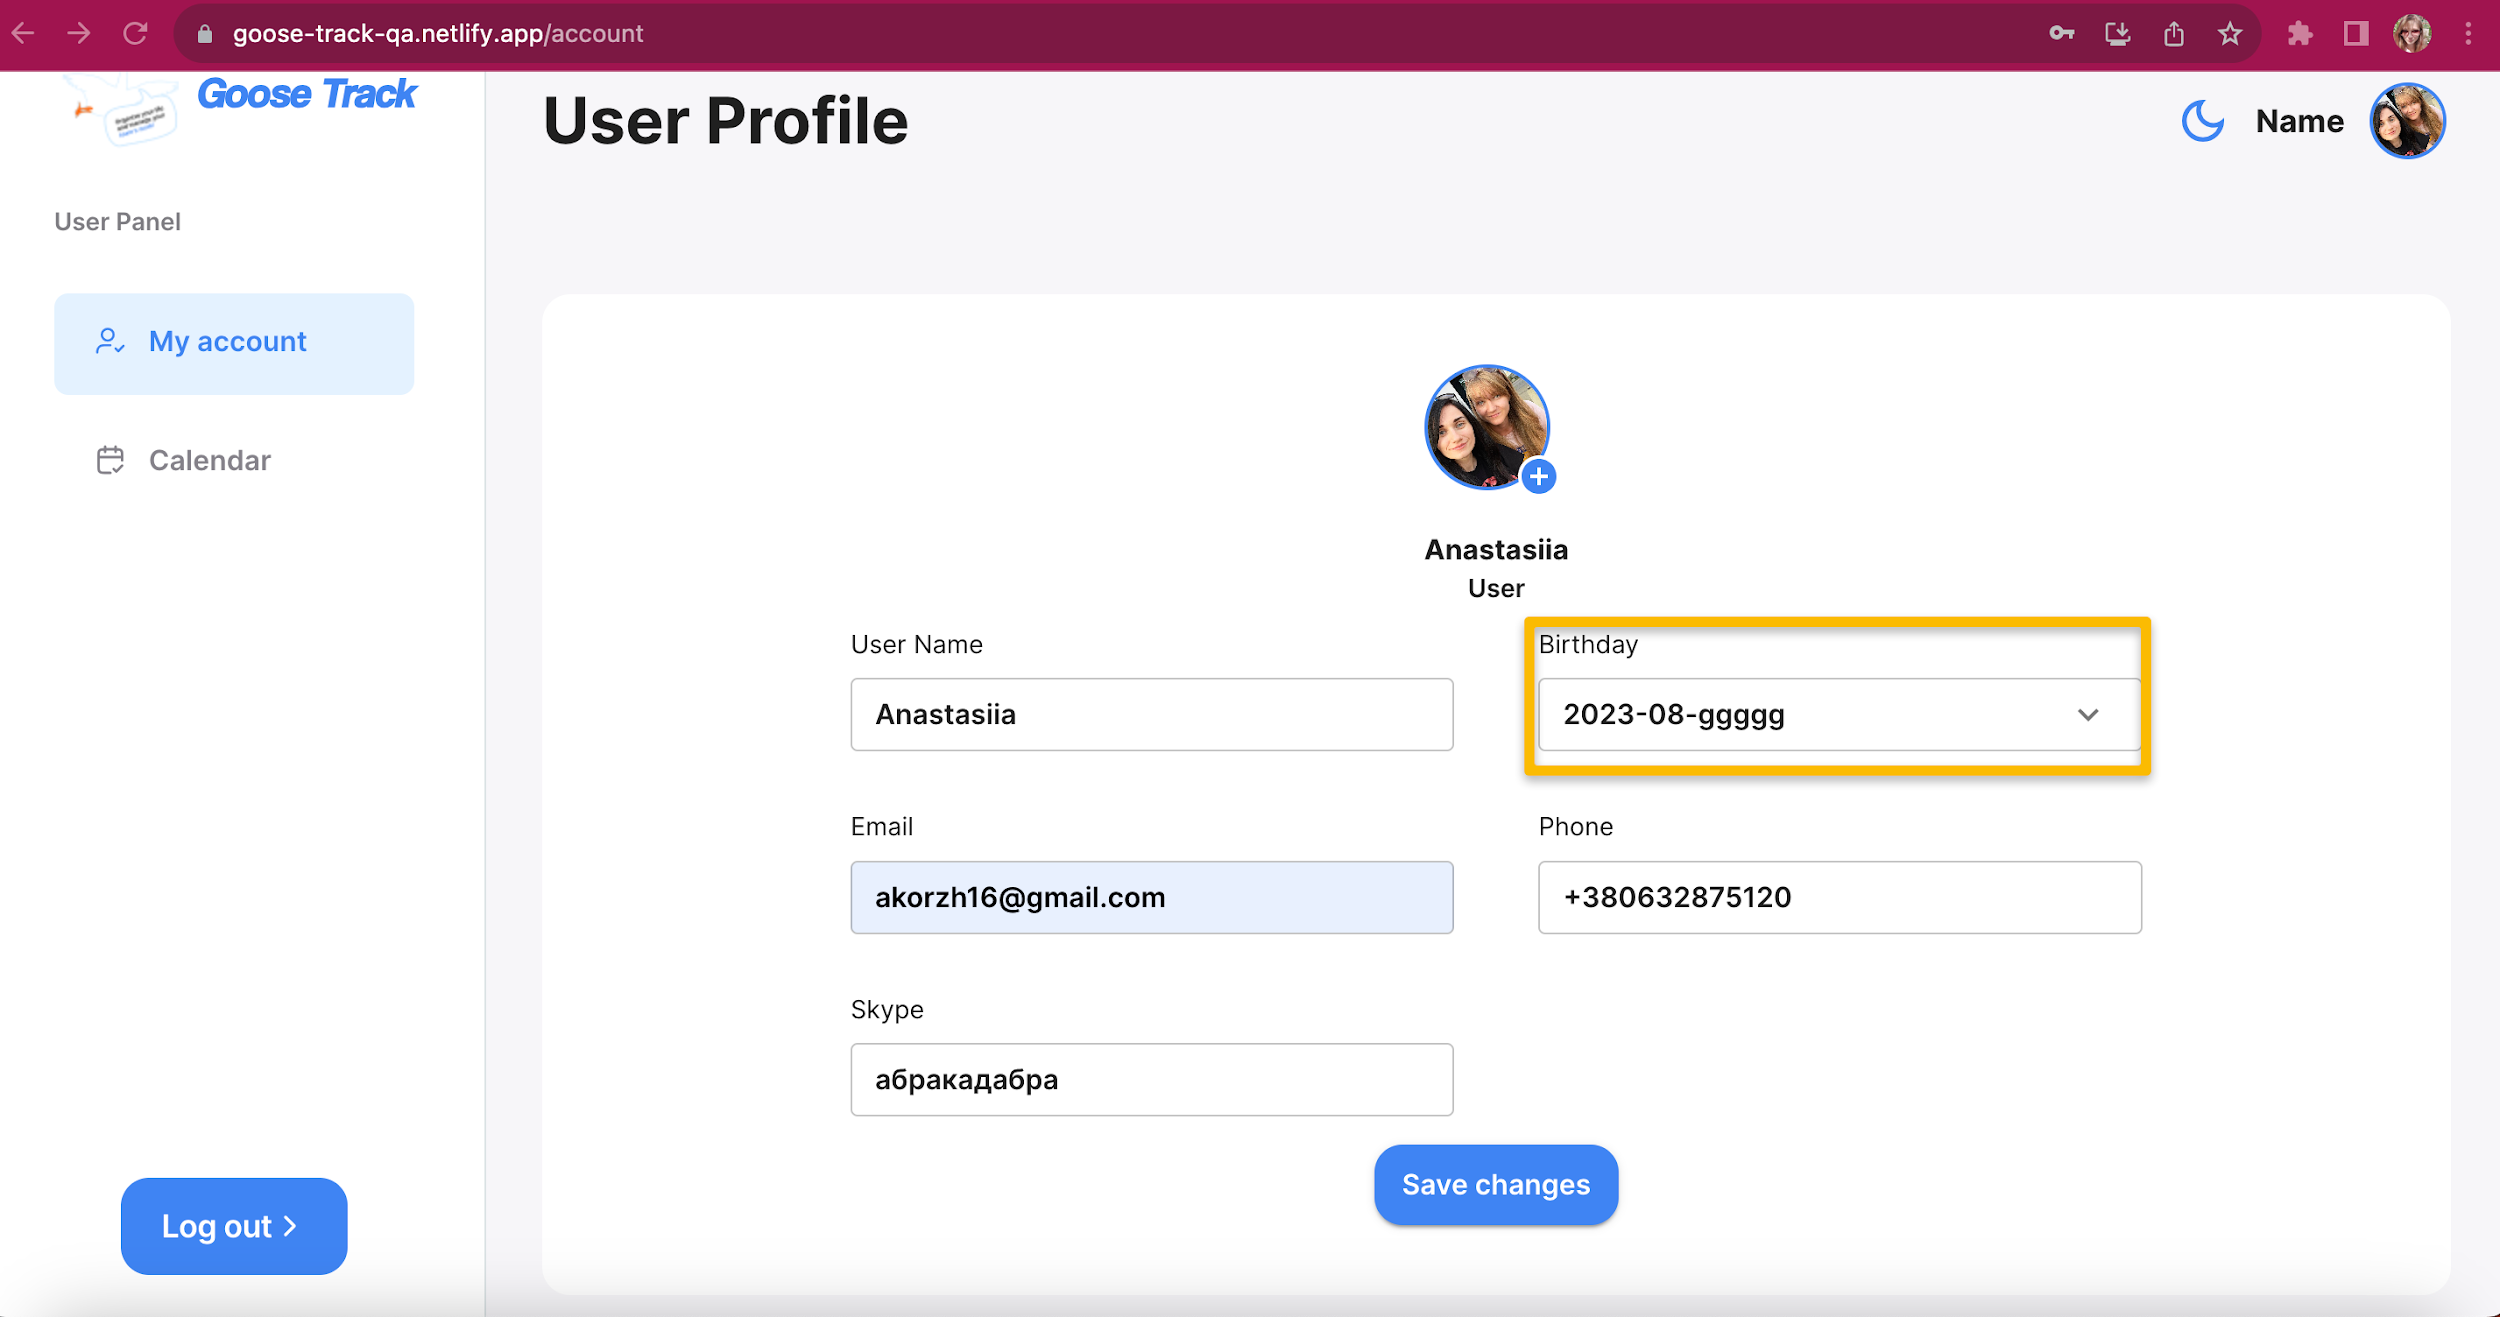 goose-track-qa.netlify.app/account
Goose Track
User Profile
Name
User Panel
My account
Calendar
Anastasiia
User
User Name
Anastasiia
Birthday
2023-08-ggggg
Email
akorzh16@gmail.com
Phone
+380632875120
Skype
абракадабра
Save changes
Log out